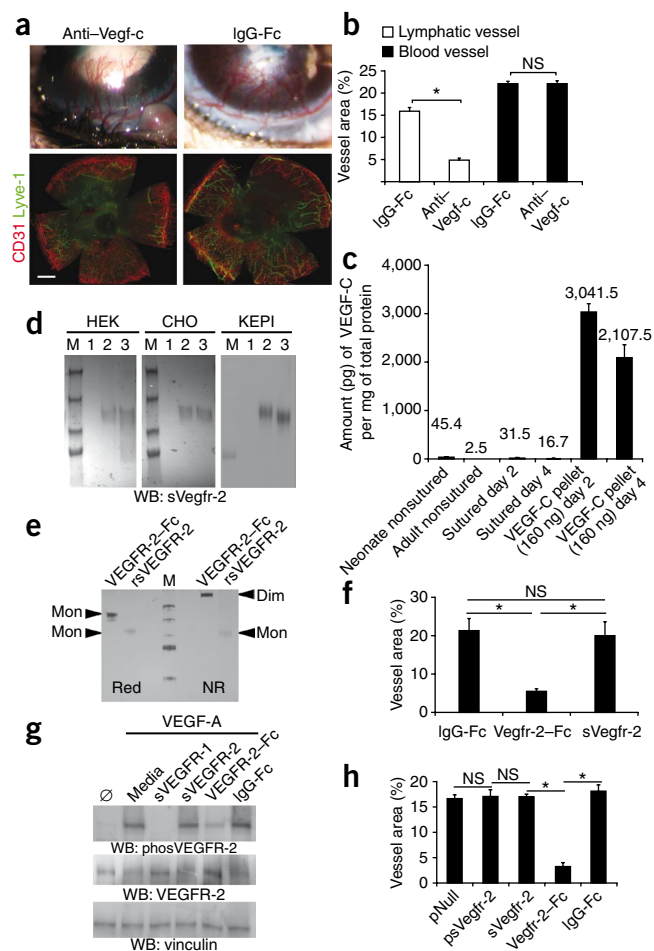 a
Anti–Vegf-c
IgG-Fc
CD31 Lyve-1
b
Lymphatic vessel
Blood vessel
Vessel area (%)
25
20
15
10
5
*
NS
IgG-Fc
Anti–
Vegf-c
IgG-Fc
Anti–
Vegf-c
c
Amount (pg) of VEGF-C
per mg of total protein
4,000
3,000
2,000
1,000
0
45.4
2.5
31.5
16.7
3,041.5
2,107.5
Neonate nonsutured
Adult nonsutured
Sutured day 2
Sutured day 4
VEGF-C pellet
(160 ng) day 2
VEGF-C pellet
(160 ng) day 4
d
HEK
CHO
KEPI
M 1 2 3
M 1 2 3
M 1 2 3
WB: sVegfr-2
e
VEGFR-2–Fc
rsVEGFR-2
M
VEGFR-2–Fc
rsVEGFR-2
Mon
Mon
Dim
Mon
Red
NR
f
Vessel area (%)
30
20
10
0
NS
*
*
IgG-Fc
Vegfr-2–Fc
sVegfr-2
g
VEGF-A
Ø
Media
sVEGFR-1
sVEGFR-2
VEGFR-2–Fc
IgG-Fc
WB: phosVEGFR-2
WB: VEGFR-2
WB: vinculin
h
Vessel area (%)
20
15
10
5
0
NS
NS
*
*
pNull
psVegfr-2
sVegfr-2
Vegfr-2–Fc
IgG-Fc